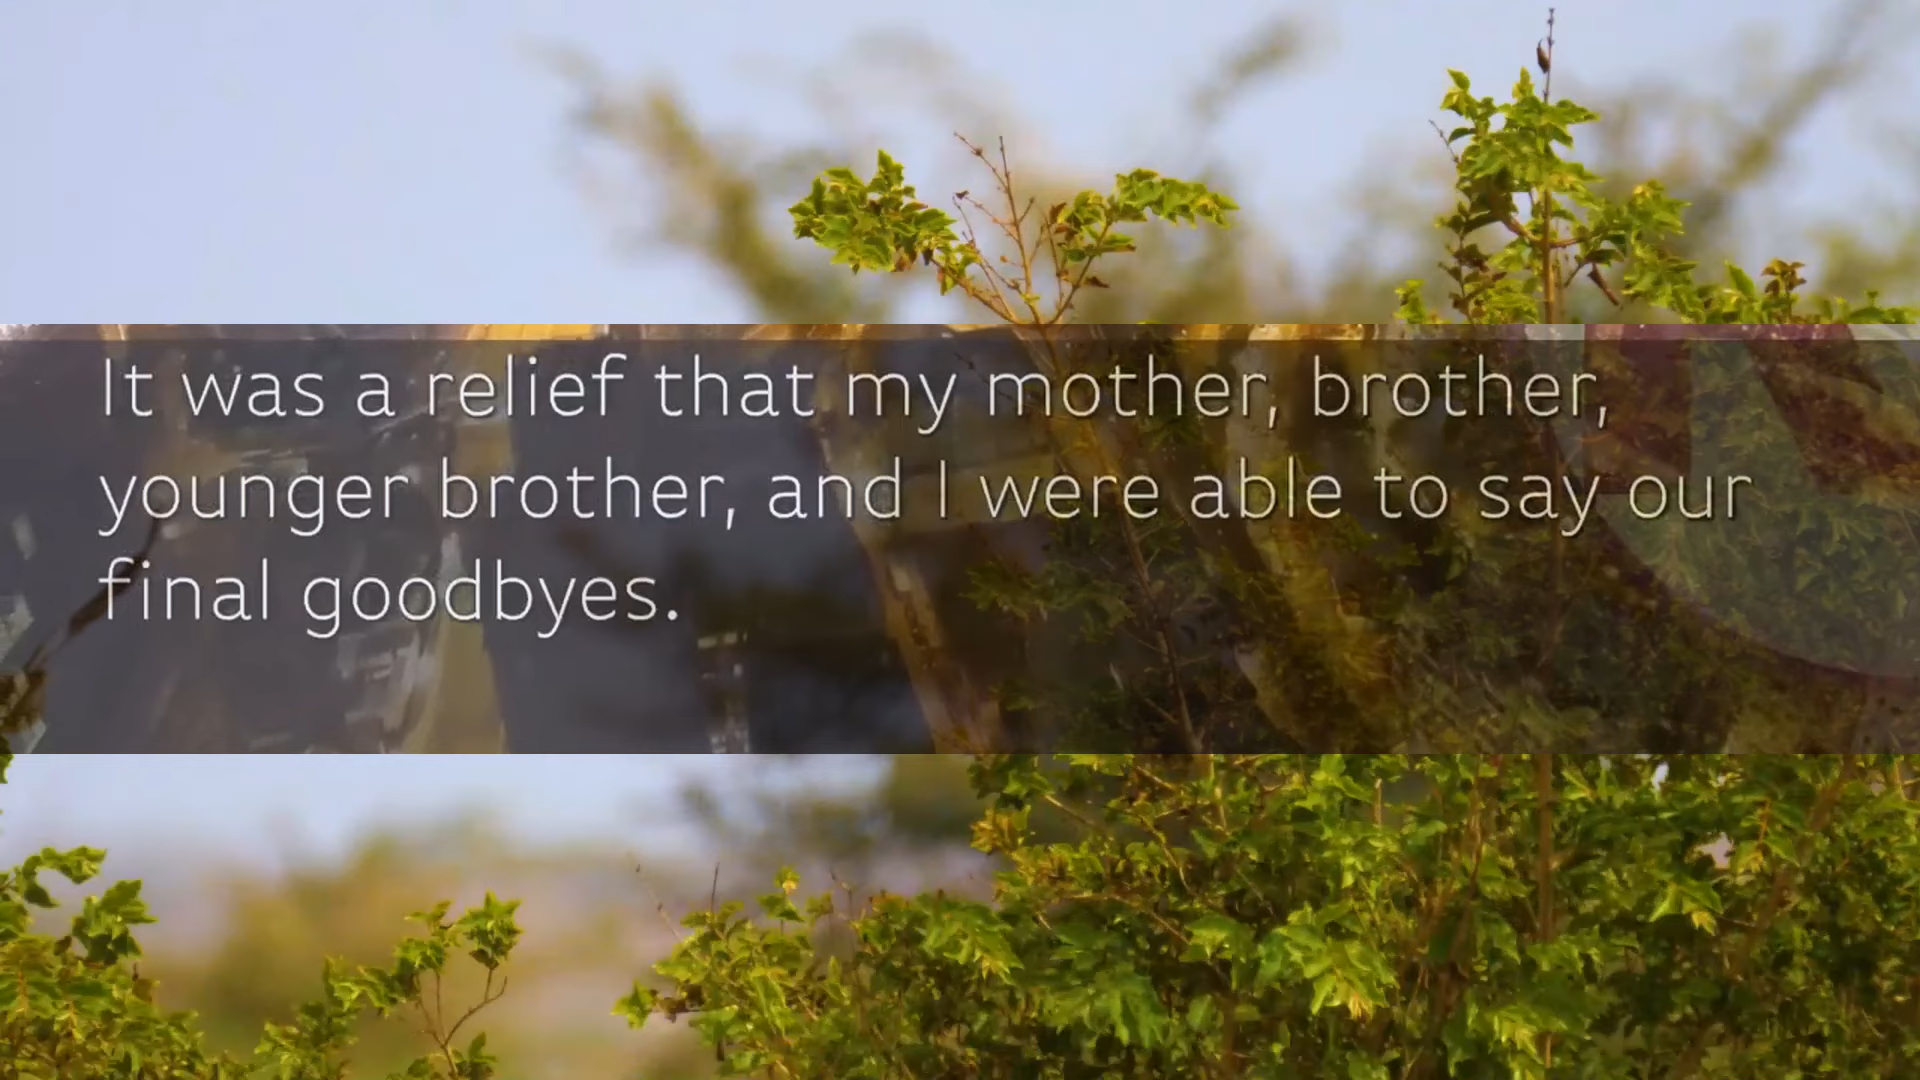 It was a relief that my mother, brother,
younger brother, and I were able to say our
final goodbyes.